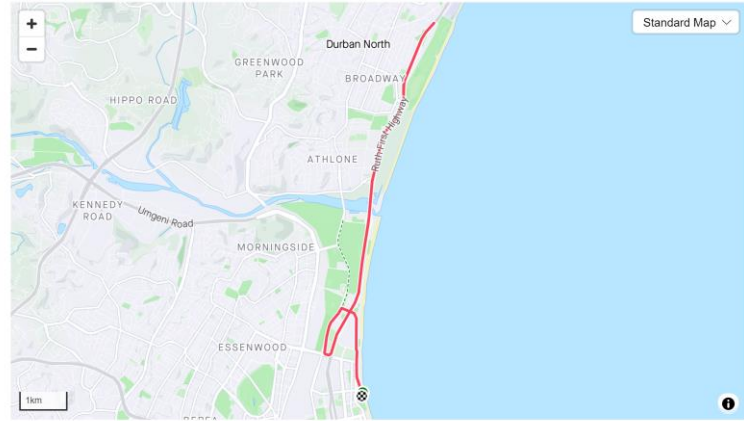 +
−
Standard Map
Durban North
GREENWOOD
PARK
BROADWAY
HIPPO ROAD
Ruth First Highway
ATHLONE
KENNEDY
ROAD
Umgeni Road
MORNINGSIDE
ESSENWOOD
1km
BEREA
i